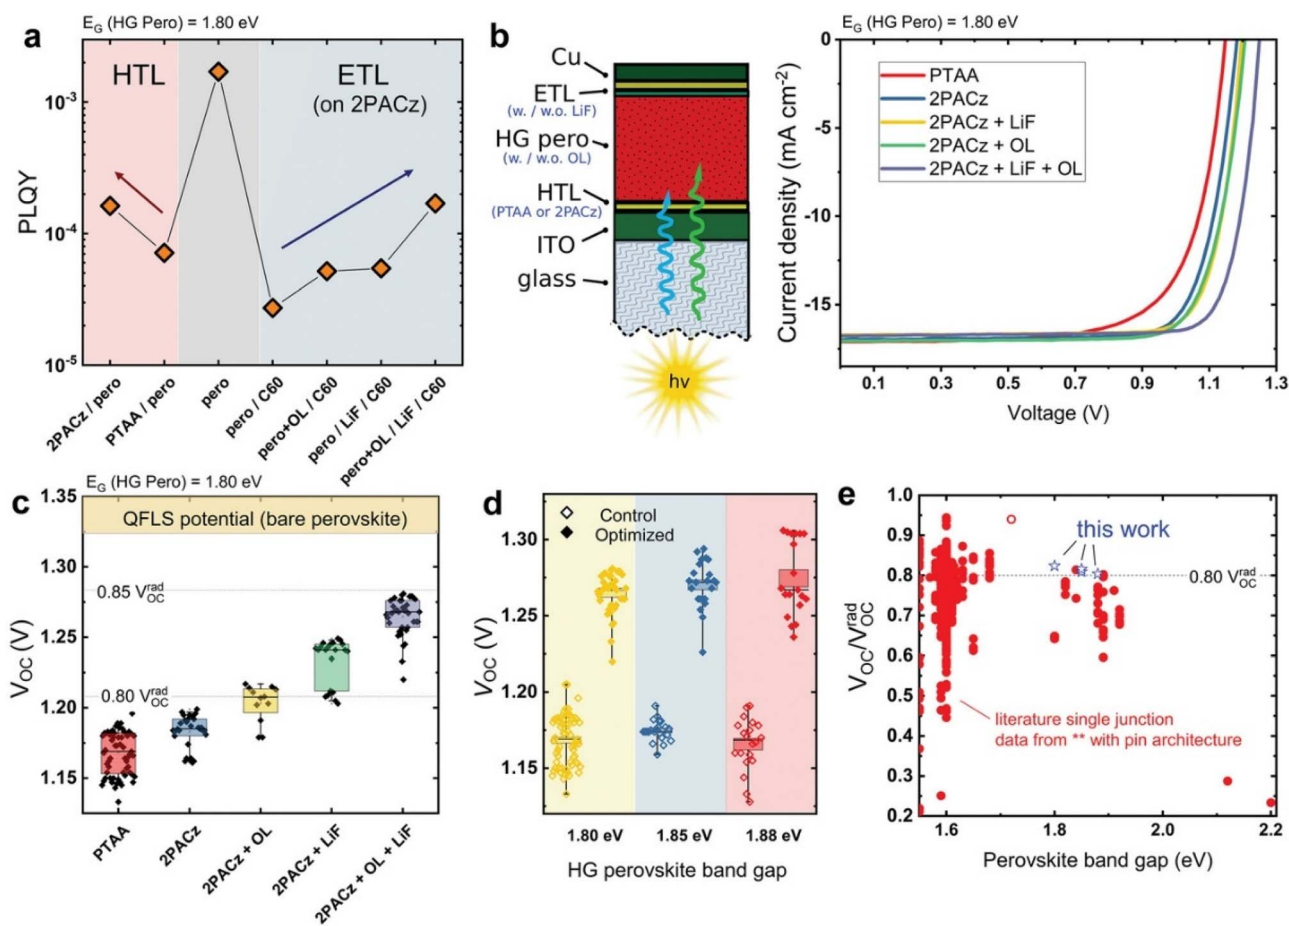 a
E_G (HG Pero) = 1.80 eV
PLQY
10^-3
10^-4
10^-5
HTL
ETL
(on 2PACz)
2PACz / pero
PTAA / pero
pero
pero / C60
pero+OL / C60
pero / LiF / C60
pero+OL / LiF / C60
b
Cu
ETL
(w. / w.o. LiF)
HG pero
(w. / w.o. OL)
HTL
(PTAA or 2PACz)
ITO
glass
hν
E_G (HG Pero) = 1.80 eV
Current density (mA cm^-2)
0
-5
-10
-15
PTAA
2PACz
2PACz + LiF
2PACz + OL
2PACz + LiF + OL
0.1 0.3 0.5 0.7 0.9 1.1 1.3
Voltage (V)
c
E_G (HG Pero) = 1.80 eV
V_OC (V)
1.35
1.30
1.25
1.20
1.15
QFLS potential (bare perovskite)
0.85 V_OC^rad
0.80 V_OC^rad
PTAA
2PACz
2PACz + OL
2PACz + LiF
2PACz + OL + LiF
d
V_OC (V)
1.30
1.25
1.20
1.15
Control
Optimized
1.80 eV 1.85 eV 1.88 eV
HG perovskite band gap
e
V_OC/V_OC^rad
1.0
0.9
0.8
0.7
0.6
0.5
0.4
0.3
0.2
this work
0.80 V_OC^rad
literature single junction
data from ** with pin architecture
1.6 1.8 2.0 2.2
Perovskite band gap (eV)